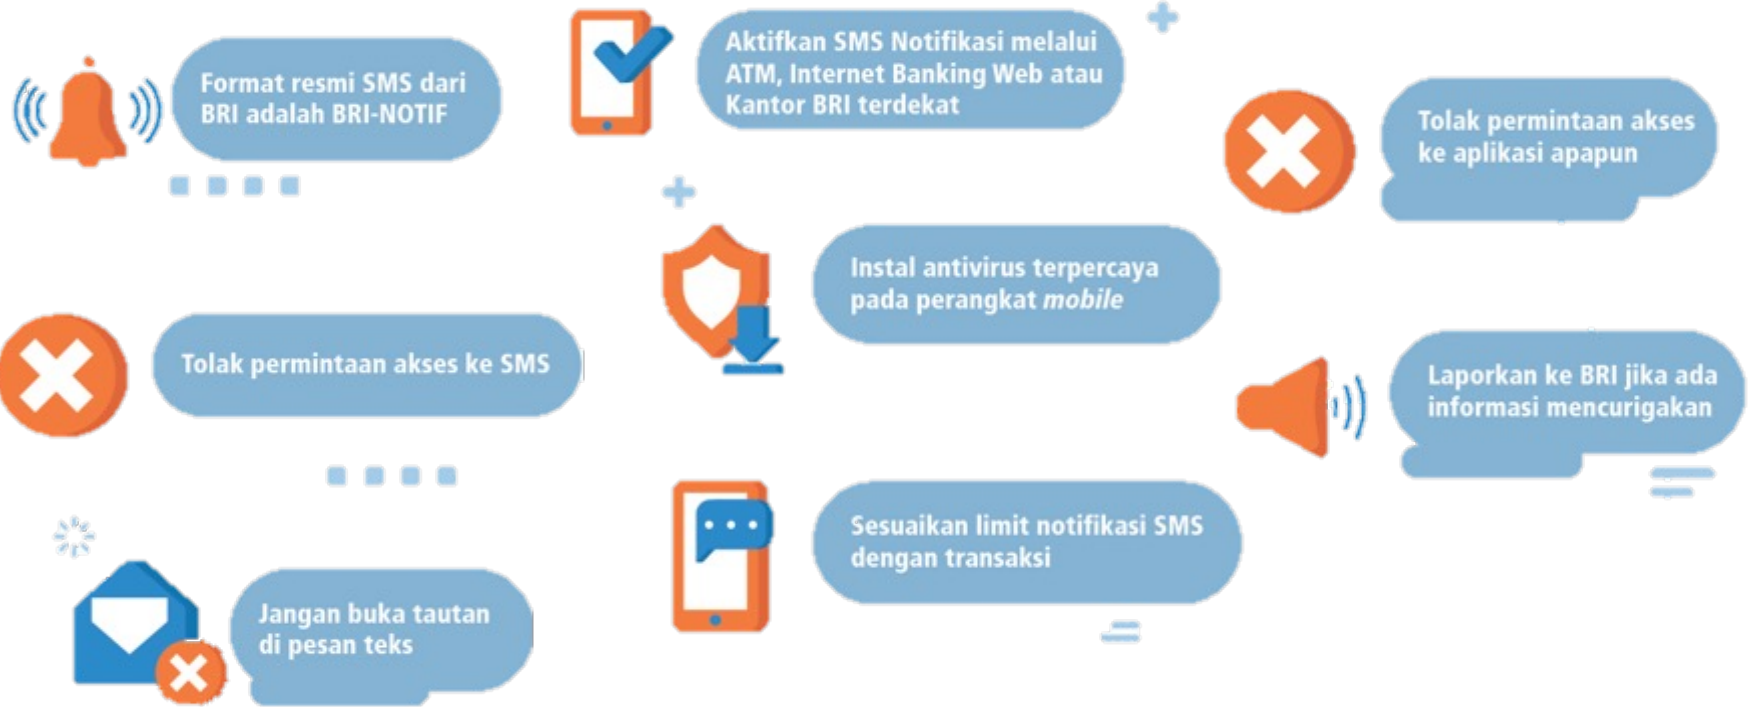 Format resmi SMS dari
BRI adalah BRI-NOTIF
Aktifkan SMS Notifikasi melalui
ATM, Internet Banking Web atau
Kantor BRI terdekat
Tolak permintaan akses
ke aplikasi apapun
Instal antivirus terpercaya
pada perangkat mobile
Tolak permintaan akses ke SMS
Laporkan ke BRI jika ada
informasi mencurigakan
Sesuaikan limit notifikasi SMS
dengan transaksi
Jangan buka tautan
di pesan teks